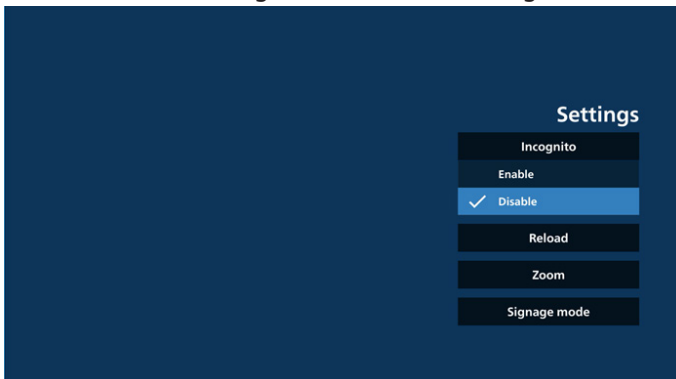 Settings
Incognito
Enable
Disable
Reload
Zoom
Signage mode